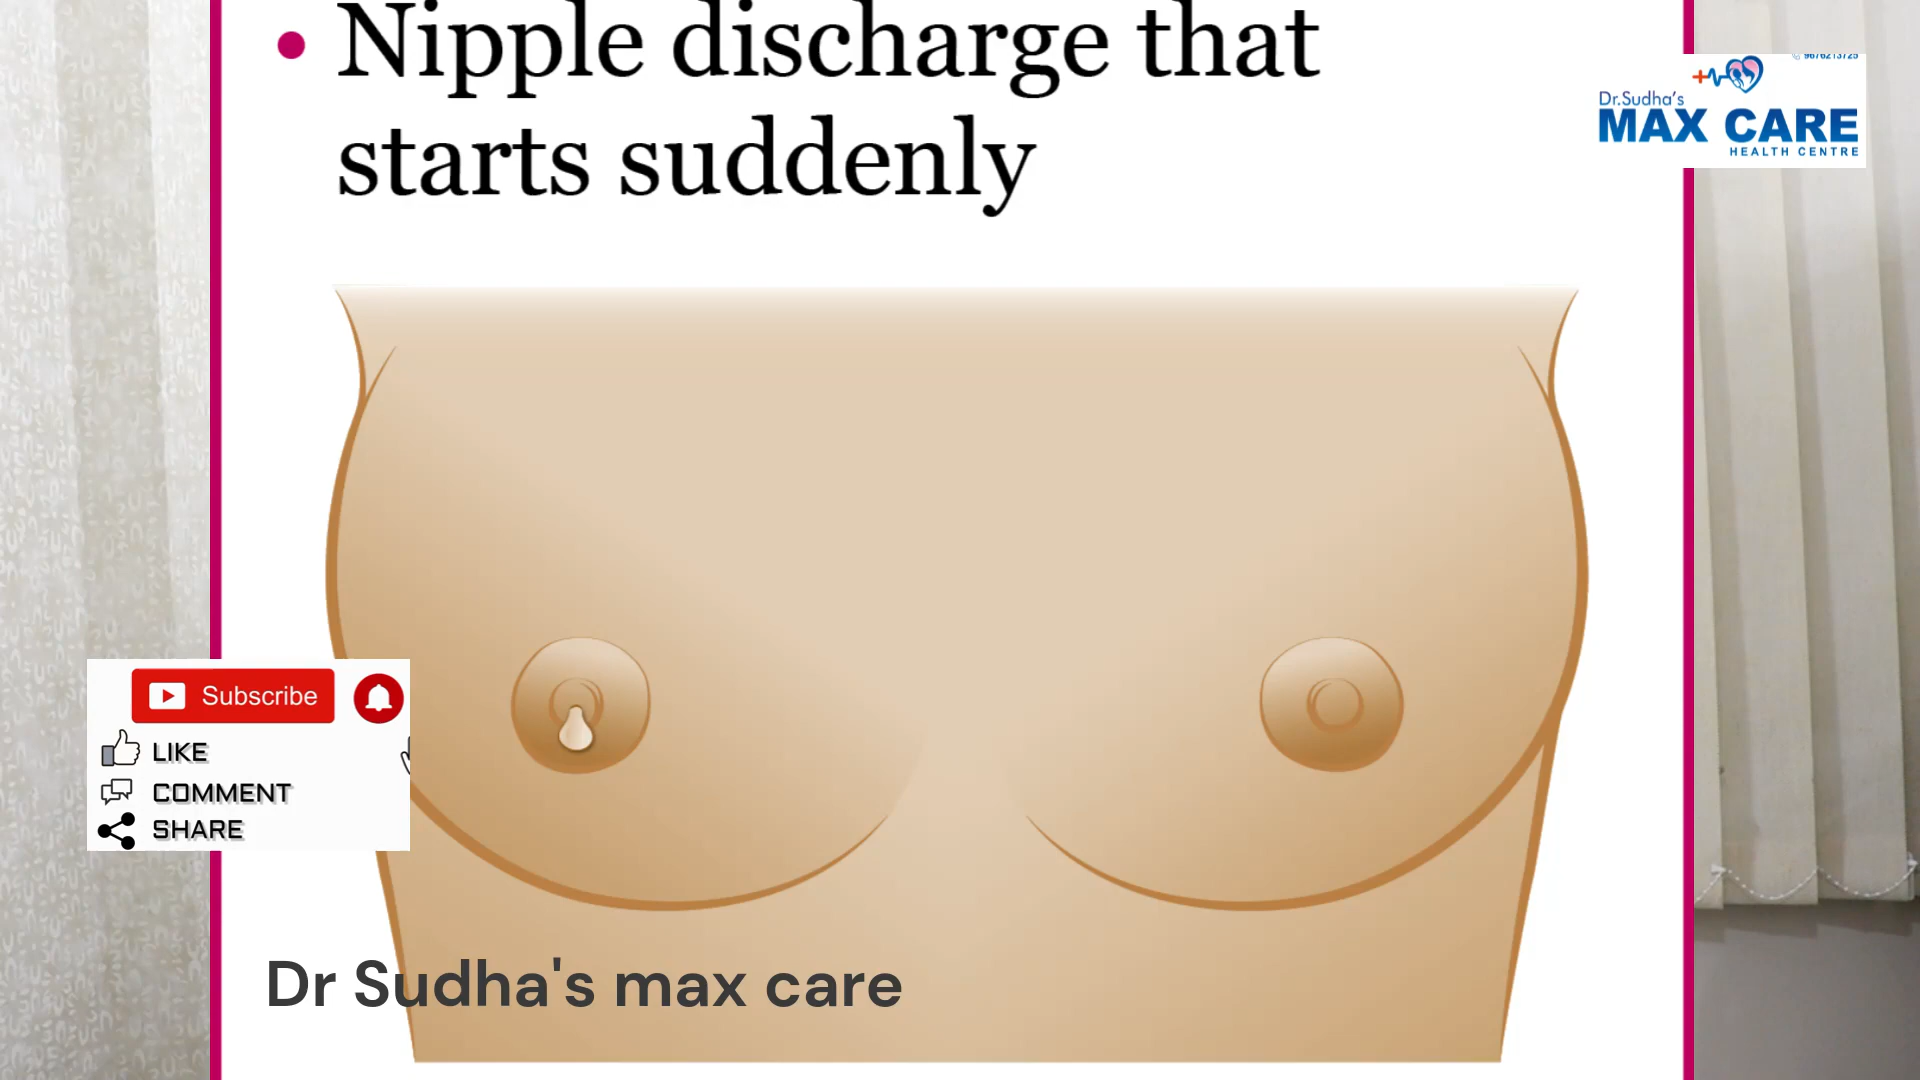 • Nipple discharge that
starts suddenly
9676213725
Dr.Sudha's
MAX CARE
HEALTH CENTRE
Subscribe
LIKE
COMMENT
SHARE
Dr Sudha's max care